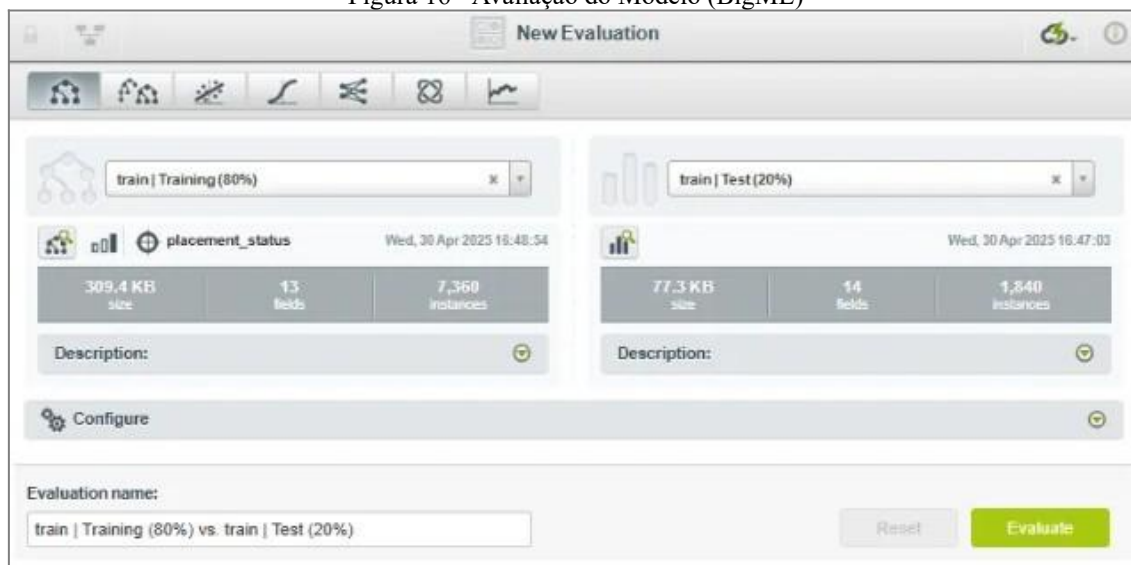 Figura 16 - Avaliação do Modelo (BigML)
New Evaluation
train | Training (80%)
train | Test (20%)
placement_status
Wed, 30 Apr 2025 16:48:54
Wed, 30 Apr 2025 16:47:03
309.4 KB
size
13
fields
7,360
instances
77.3 KB
size
14
fields
1,840
instances
Description:
Description:
Configure
Evaluation name:
train | Training (80%) vs. train | Test (20%)
Reset
Evaluate